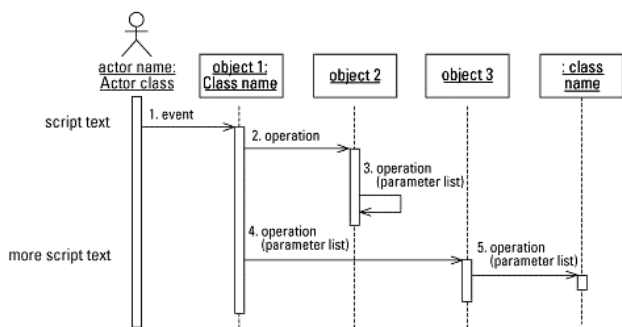 actor name:
Actor class
object 1:
Class name
object 2
object 3
: class
name
script text
1. event
2. operation
3. operation
(parameter list)
4. operation
(parameter list)
more script text
5. operation
(parameter list)